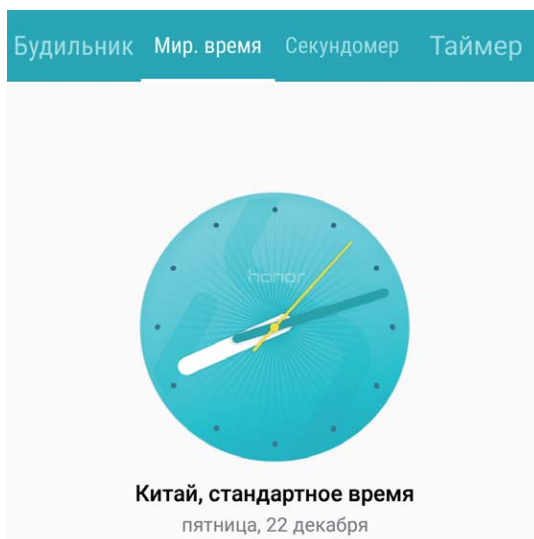 Будильник Мир. время Секундомер Таймер
honor
Китай, стандартное время
пятница, 22 декабря